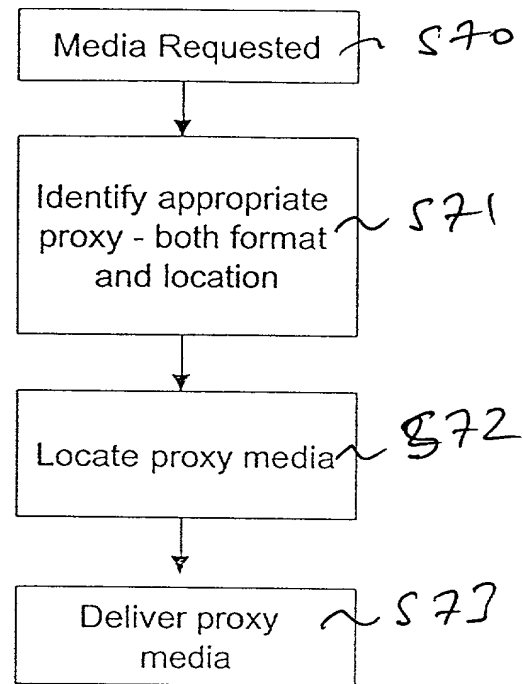 Media Requested S70
Identify appropriate
proxy - both format S71
and location
Locate proxy media S72
Deliver proxy S73
media